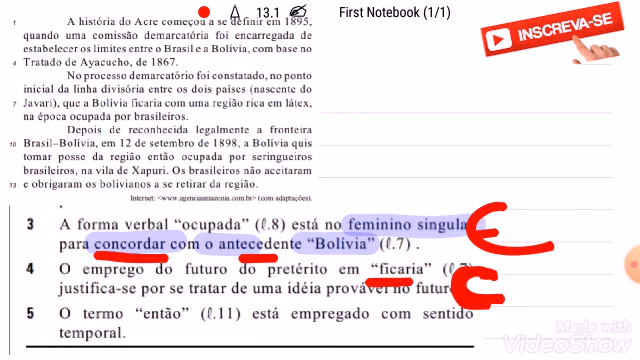 13.1
First Notebook (1/1)
INSCREVA-SE
1 A história do Acre começou a se definir em 1895,
quando uma comissão demarcatória foi encarregada de
estabelecer os limites entre o Brasil e a Bolívia, com base no
4 Tratado de Ayacucho, de 1867.
No processo demarcatório foi constatado, no ponto
inicial da linha divisória entre os dois países (nascente do
7 Javari), que a Bolívia ficaria com uma região rica em látex,
na época ocupada por brasileiros.
Depois de reconhecida legalmente a fronteira
10 Brasil–Bolívia, em 12 de setembro de 1898, a Bolívia quis
tomar posse da região então ocupada por seringueiros
brasileiros, na vila de Xapuri. Os brasileiros não aceitaram
13 e obrigaram os bolivianos a se retirar da região.
Internet: <www.agenciaamazonia.com.br> (com adaptações).
3 A forma verbal “ocupada” (ℓ.8) está no feminino singular
para concordar com o antecedente “Bolívia” (ℓ.7) .
E
4 O emprego do futuro do pretérito em “ficaria” (ℓ.7)
justifica-se por se tratar de uma idéia provável no futuro.
C
5 O termo “então” (ℓ.11) está empregado com sentido
temporal.
Made with
VideoShow